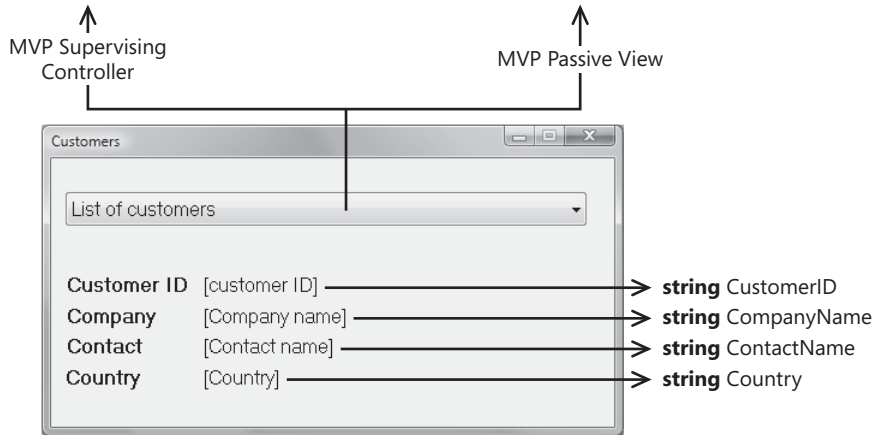 MVP Supervising
Controller
MVP Passive View
Customers
List of customers
Customer ID [customer ID] string CustomerID
Company [Company name] string CompanyName
Contact [Contact name] string ContactName
Country [Country] string Country